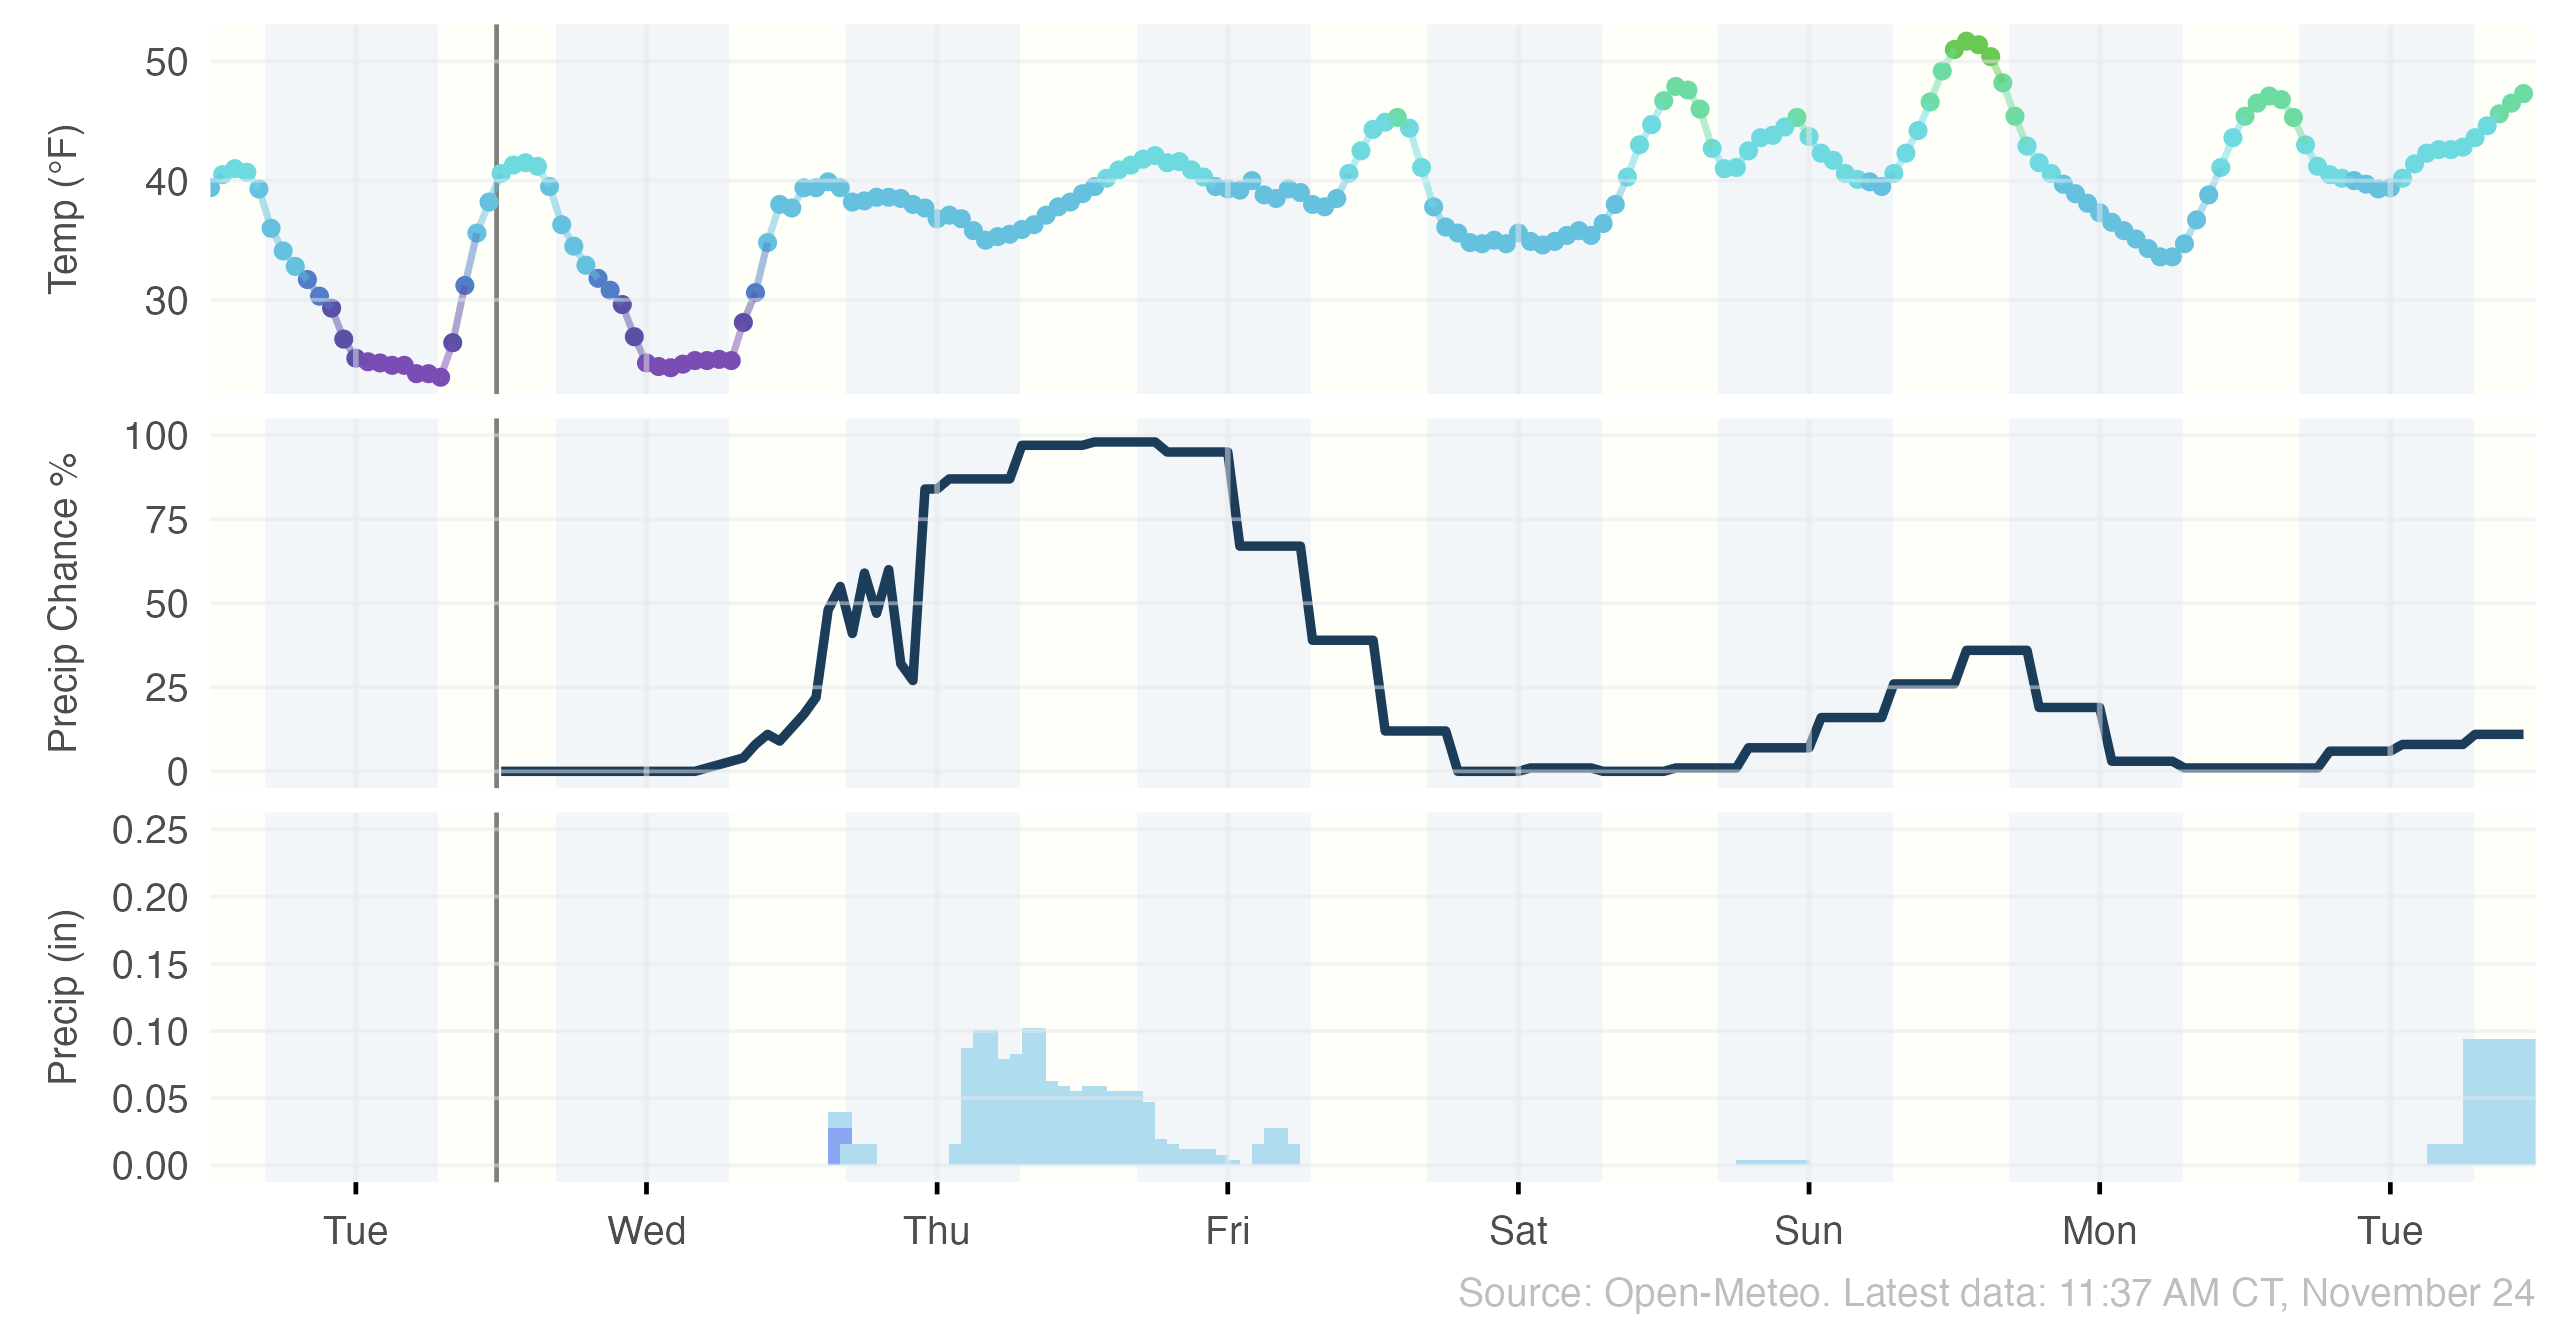 Temp (°F)
50
40
30
Precip Chance %
100
75
50
25
0
Precip (in)
0.25
0.20
0.15
0.10
0.05
0.00
Tue Wed Thu Fri Sat Sun Mon Tue
Source: Open-Meteo. Latest data: 11:37 AM CT, November 24